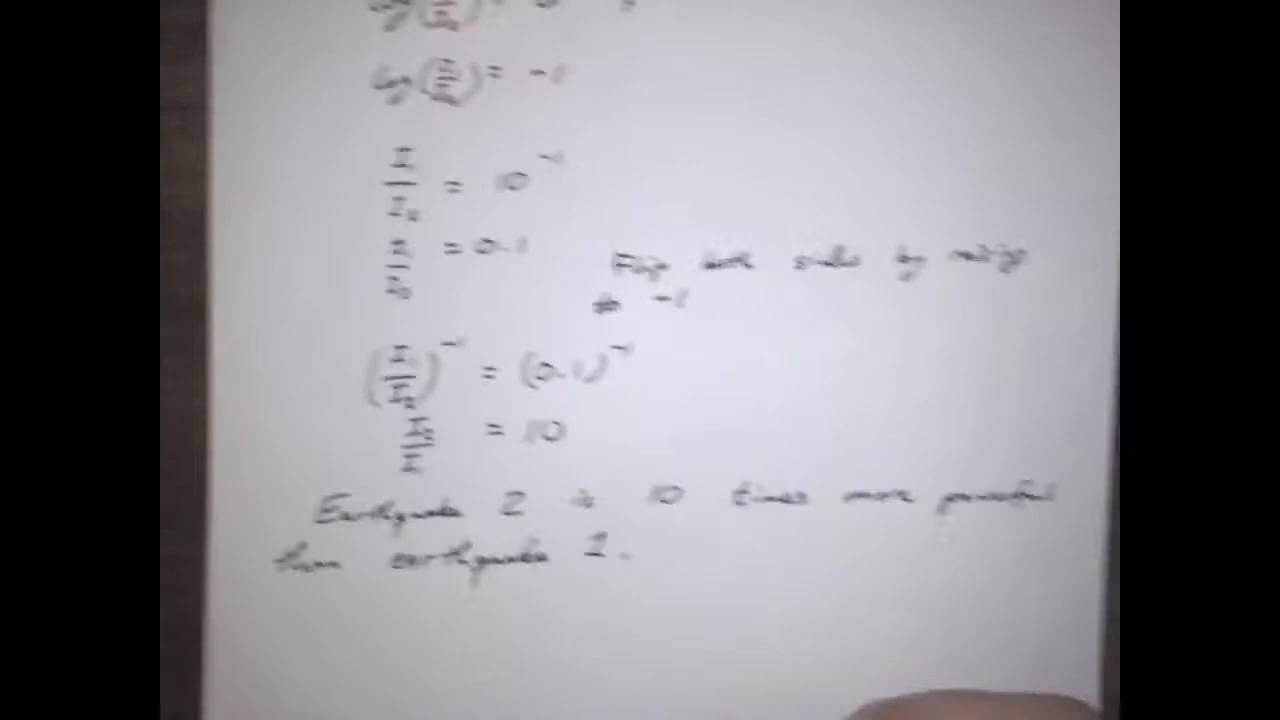 log(I/I₂) = -1
I/I₂ = 10⁻¹
I/I₂ = 0.1
Flip both sides by raising
to -1
(I/I₂)⁻¹ = (0.1)⁻¹
I₂/I = 10
Earthquake 2 is 10 times more powerful
than earthquake 1.